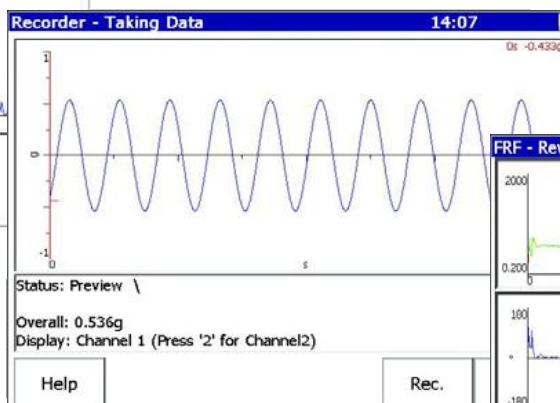 Recorder - Taking Data 14:07
0s -0.433g
1
0
-1
0
s
Status: Preview \
Overall: 0.536g
Display: Channel 1 (Press '2' for Channel2)
Help
Rec.
FRF - Rev
2000
0.200
0
180
-180